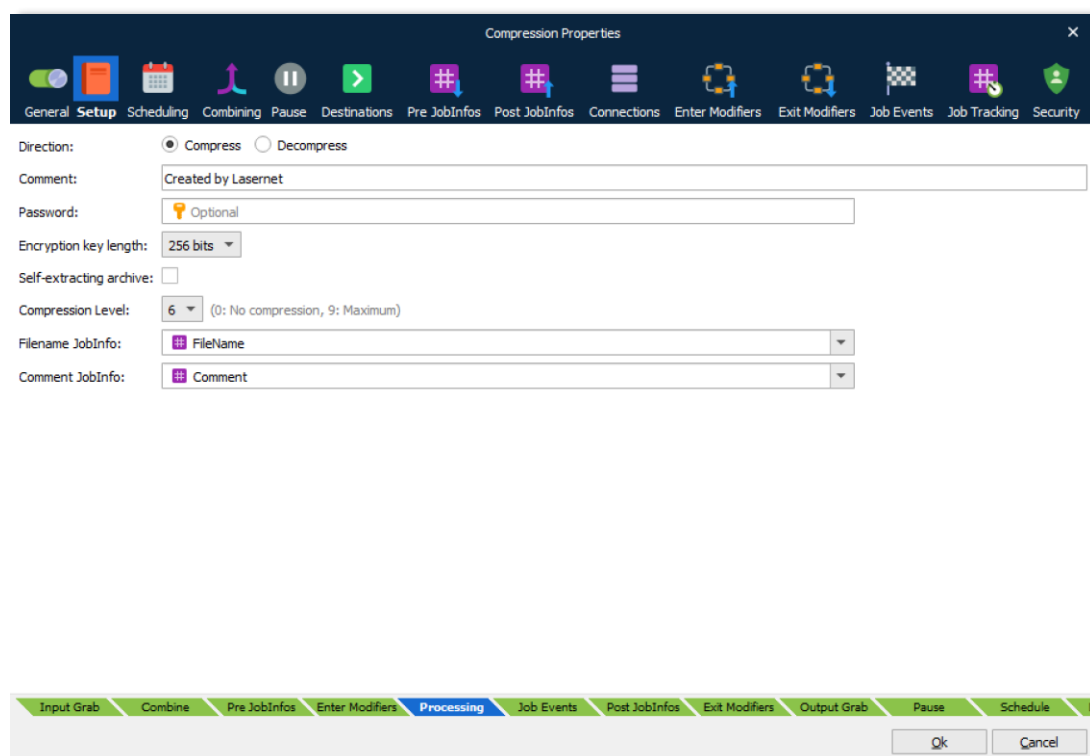 Compression Properties
General Setup Scheduling Combining Pause Destinations Pre JobInfos Post JobInfos Connections Enter Modifiers Exit Modifiers Job Events Job Tracking Security
Direction: Compress Decompress
Comment: Created by Lasernet
Password: Optional
Encryption key length: 256 bits
Self-extracting archive:
Compression Level: 6 (0: No compression, 9: Maximum)
Filename JobInfo: FileName
Comment JobInfo: Comment
Input Grab Combine Pre JobInfos Enter Modifiers Processing Job Events Post JobInfos Exit Modifiers Output Grab Pause Schedule
Ok Cancel